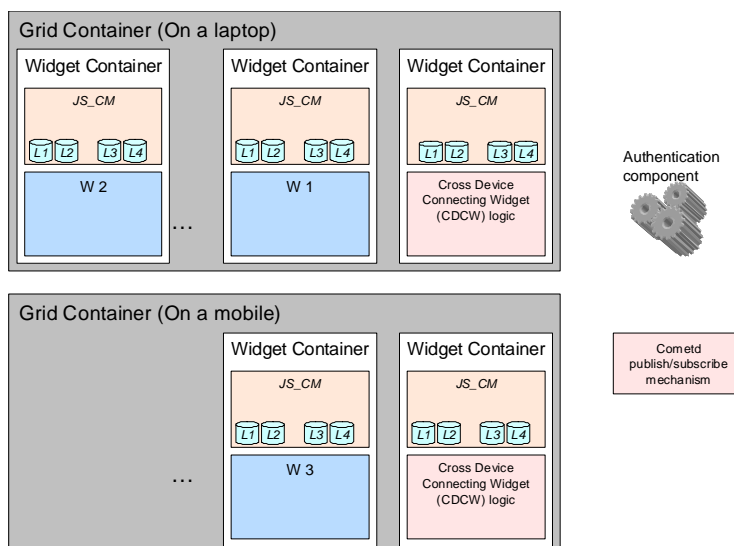 Grid Container (On a laptop)
Widget Container Widget Container Widget Container
JS_CM JS_CM JS_CM
L1 L2 L3 L4 L1 L2 L3 L4 L1 L2 L3 L4
W 2 ... W 1
Cross Device
Connecting Widget
(CDCW) logic
Authentication
component
Grid Container (On a mobile)
Widget Container Widget Container
JS_CM JS_CM
L1 L2 L3 L4 L1 L2 L3 L4
... W 3
Cross Device
Connecting Widget
(CDCW) logic
Cometd
publish/subscribe
mechanism